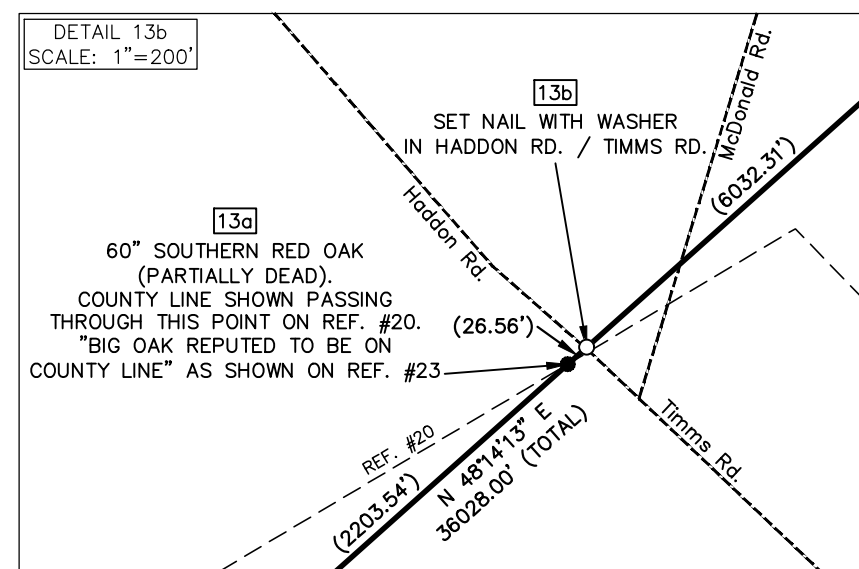 DETAIL 13b
SCALE: 1"=200'
13b
SET NAIL WITH WASHER
IN HADDON RD. / TIMMS RD.
McDonald Rd.
(6032.31')
Haddon Rd.
13a
60" SOUTHERN RED OAK
(PARTIALLY DEAD).
COUNTY LINE SHOWN PASSING
THROUGH THIS POINT ON REF. #20.
"BIG OAK REPUTED TO BE ON
COUNTY LINE" AS SHOWN ON REF. #23
(26.56')
REF. #20
(2203.54')
N 48°14'13" E
36028.00' (TOTAL)
Timms Rd.